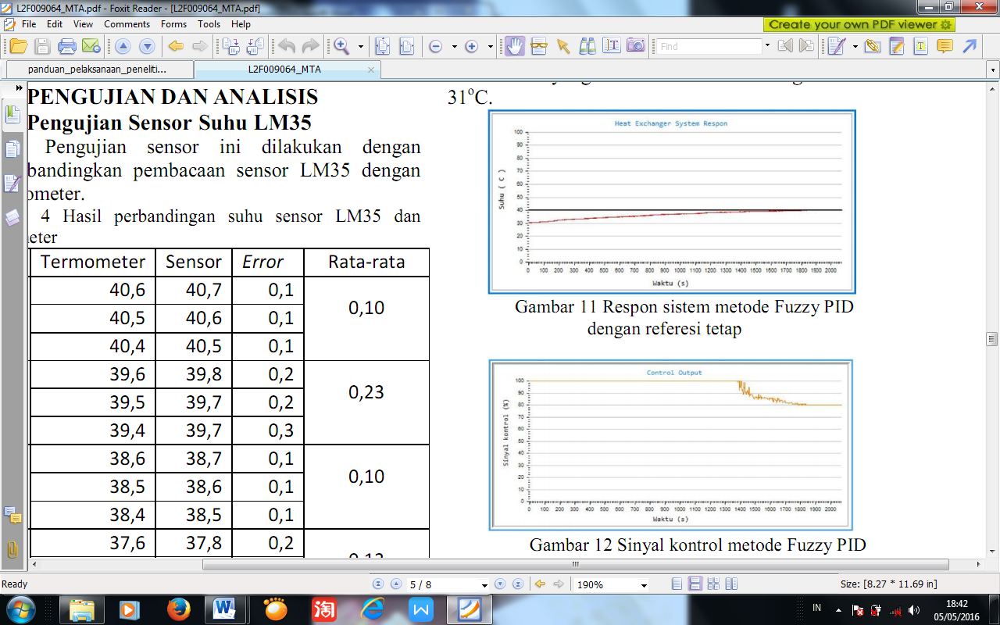 L2F009064_MTA.pdf - Foxit Reader - [L2F009064_MTA.pdf]
File Edit View Comments Forms Tools Help
Create your own PDF viewer
Find
panduan_pelaksanaan_peneliti...
L2F009064_MTA
PENGUJIAN DAN ANALISIS
Pengujian Sensor Suhu LM35
Pengujian sensor ini dilakukan dengan
bandingkan pembacaan sensor LM35 dengan
ometer.
4 Hasil perbandingan suhu sensor LM35 dan
eter
Termometer Sensor Error Rata-rata
40,6 40,7 0,1
0,10
40,5 40,6 0,1
40,4 40,5 0,1
39,6 39,8 0,2
0,23
39,5 39,7 0,2
39,4 39,7 0,3
38,6 38,7 0,1
0,10
38,5 38,6 0,1
38,4 38,5 0,1
37,6 37,8 0,2
31°C.
Heat Exchanger System Respon
Suhu ( C )
100
90
80
70
60
50
40
30
20
10
0
0 100 200 300 400 500 600 700 800 900 1000 1100 1200 1300 1400 1500 1600 1700 1800 1900 2000
Waktu (s)
Gambar 11 Respon sistem metode Fuzzy PID
dengan referesi tetap
Control Output
Sinyal kontrol (%)
100
90
80
70
60
50
40
30
20
10
0
0 100 200 300 400 500 600 700 800 900 1000 1100 1200 1300 1400 1500 1600 1700 1800 1900 2000
Waktu (s)
Gambar 12 Sinyal kontrol metode Fuzzy PID
Ready
5 / 8
190%
Size: [8.27 * 11.69 in]
IN
18:42
05/05/2016